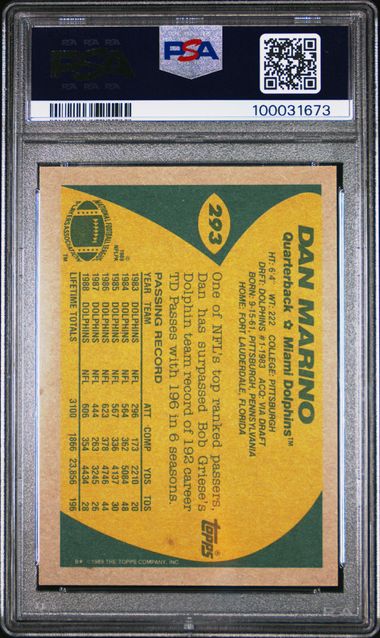 PSA
PSA
100031673
293
DAN MARINO
Quarterback ✩ Miami Dolphins™
HT: 6'4 WT: 222 COLLEGE: PITTSBURGH
DRFT: DOLPHINS #1-1983 ACQ: VIA DRAFT
BORN: 9-15-61, PITTSBURGH, PENNSYLVANIA
HOME: FORT LAUDERDALE, FLORIDA
One of NFL's top ranked passers,
Dan has surpassed Bob Griese's
Dolphin team record of 192 career
TD Passes with 196 in 6 seasons.
topps
PASSING RECORD
YEAR TEAM ATT COMP YDS TDS
1983 DOLPHINS NFL 296 173 2210 20
1984 DOLPHINS NFL 564 362 5084 48
1985 DOLPHINS NFL 567 336 4137 30
1986 DOLPHINS NFL 623 378 4746 44
1987 DOLPHINS NFL 444 263 3245 26
1988 DOLPHINS NFL 606 354 4434 28
LIFETIME TOTALS 3100 1866 23,856 196
© 1989 NFLPA
TM
B* ©1989 THE TOPPS COMPANY, INC.